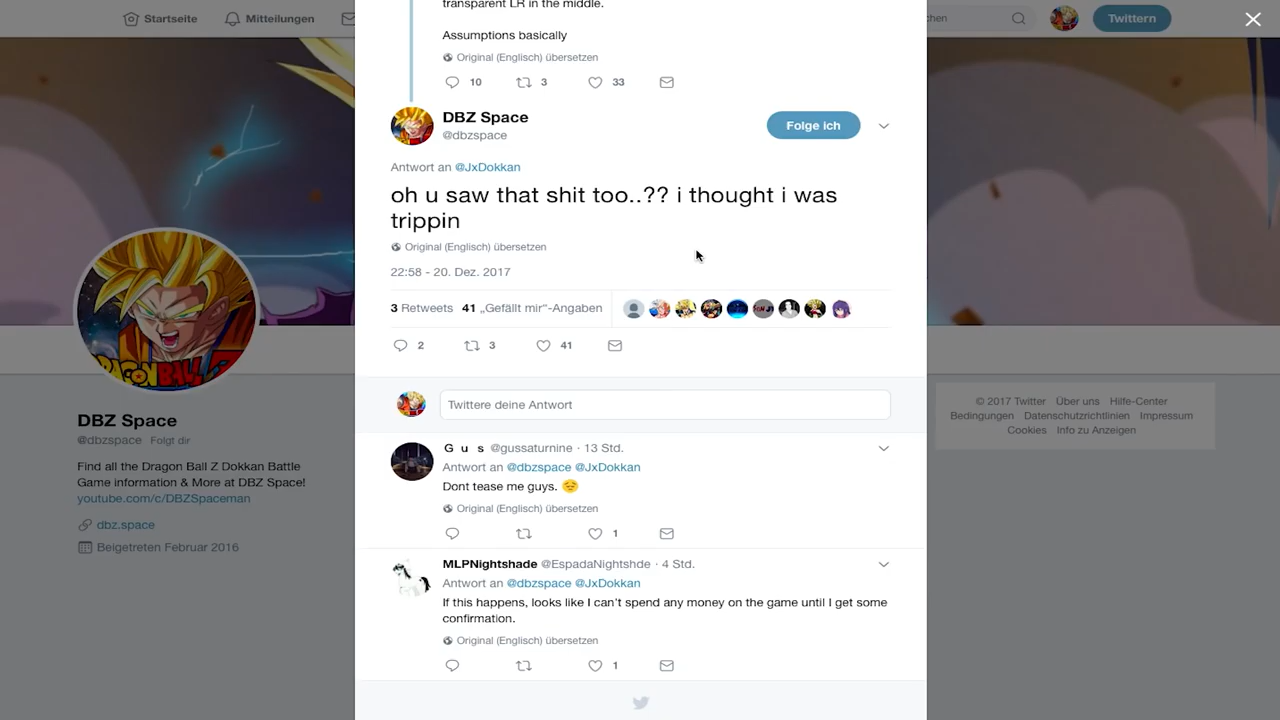 Startseite
Mitteilungen
chen
Twittern
transparent LR in the middle.
Assumptions basically
Original (Englisch) übersetzen
10 3 33
DBZ Space
@dbzspace
Folge ich
Antwort an @JxDokkan
oh u saw that shit too..?? i thought i was
trippin
Original (Englisch) übersetzen
22:58 - 20. Dez. 2017
3 Retweets 41 „Gefällt mir“-Angaben
2 3 41
Twittere deine Antwort
G u s @gussaturnine · 13 Std.
Antwort an @dbzspace @JxDokkan
Dont tease me guys.
Original (Englisch) übersetzen
1
MLPNightshade @EspadaNightshde · 4 Std.
Antwort an @dbzspace @JxDokkan
If this happens, looks like I can't spend any money on the game until I get some
confirmation.
Original (Englisch) übersetzen
1
DRAGON BALL Z
DBZ Space
@dbzspace Folgt dir
Find all the Dragon Ball Z Dokkan Battle
Game information & More at DBZ Space!
youtube.com/c/DBZSpaceman
dbz.space
Beigetreten Februar 2016
© 2017 Twitter Über uns Hilfe-Center
Bedingungen Datenschutzrichtlinien Impressum
Cookies Info zu Anzeigen